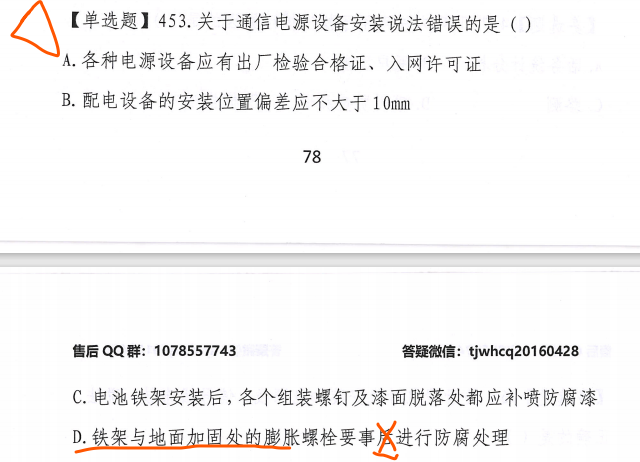 【单选题】453.关于通信电源设备安装说法错误的是（）
A.各种电源设备应有出厂检验合格证、入网许可证
B.配电设备的安装位置偏差应不大于10mm
78
售后QQ群：1078557743 答疑微信：tjwhcq20160428
C.电池铁架安装后，各个组装螺钉及漆面脱落处都应补喷防腐漆
D.铁架与地面加固处的膨胀螺栓要事后进行防腐处理